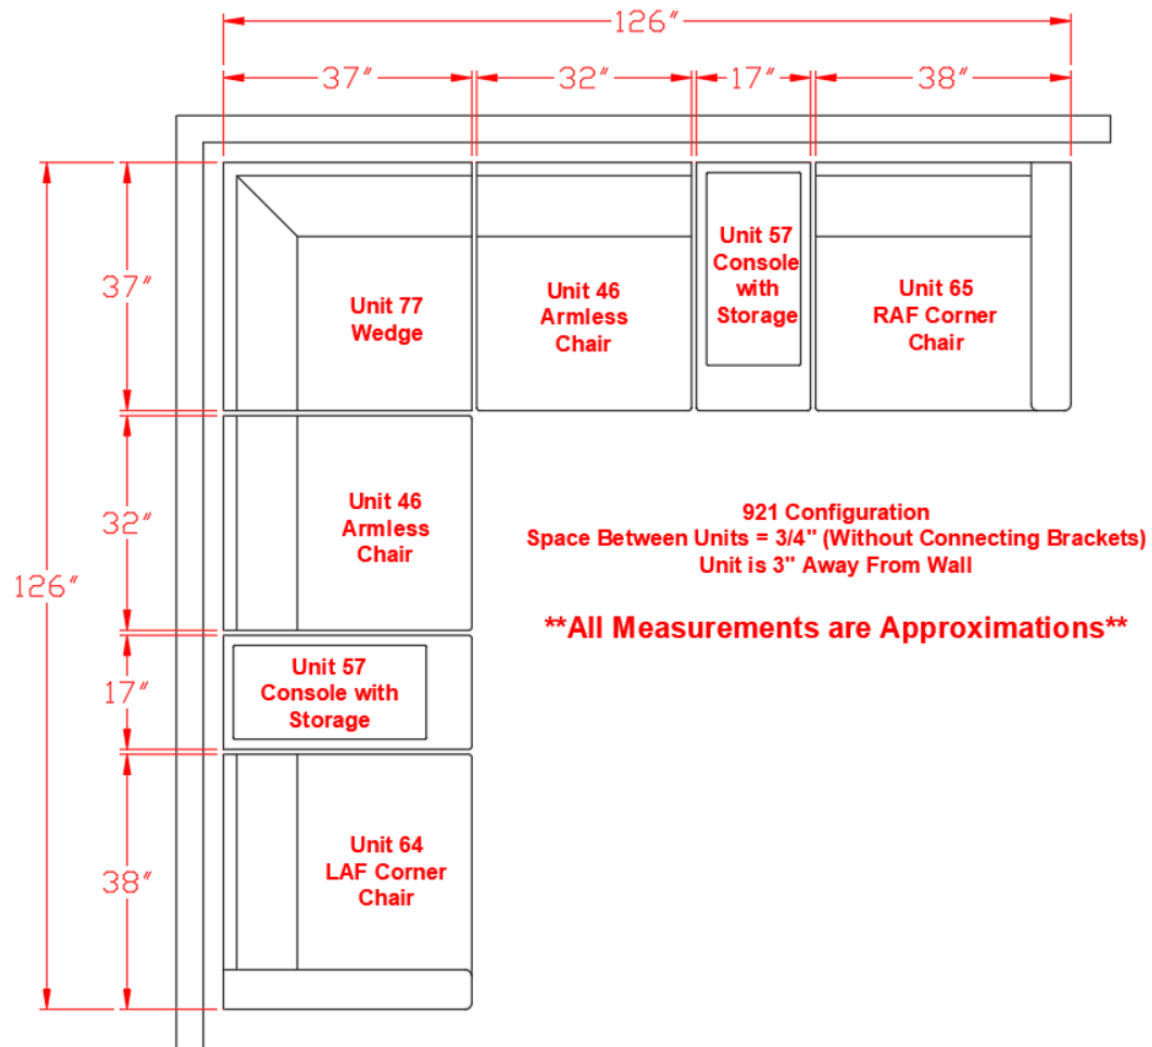 126"
37"
32"
17"
38"
37"
32"
17"
38"
126"
Unit 77
Wedge
Unit 46
Armless
Chair
Unit 57
Console
with
Storage
Unit 65
RAF Corner
Chair
Unit 46
Armless
Chair
Unit 57
Console with
Storage
Unit 64
LAF Corner
Chair
921 Configuration
Space Between Units = 3/4" (Without Connecting Brackets)
Unit is 3" Away From Wall
**All Measurements are Approximations**